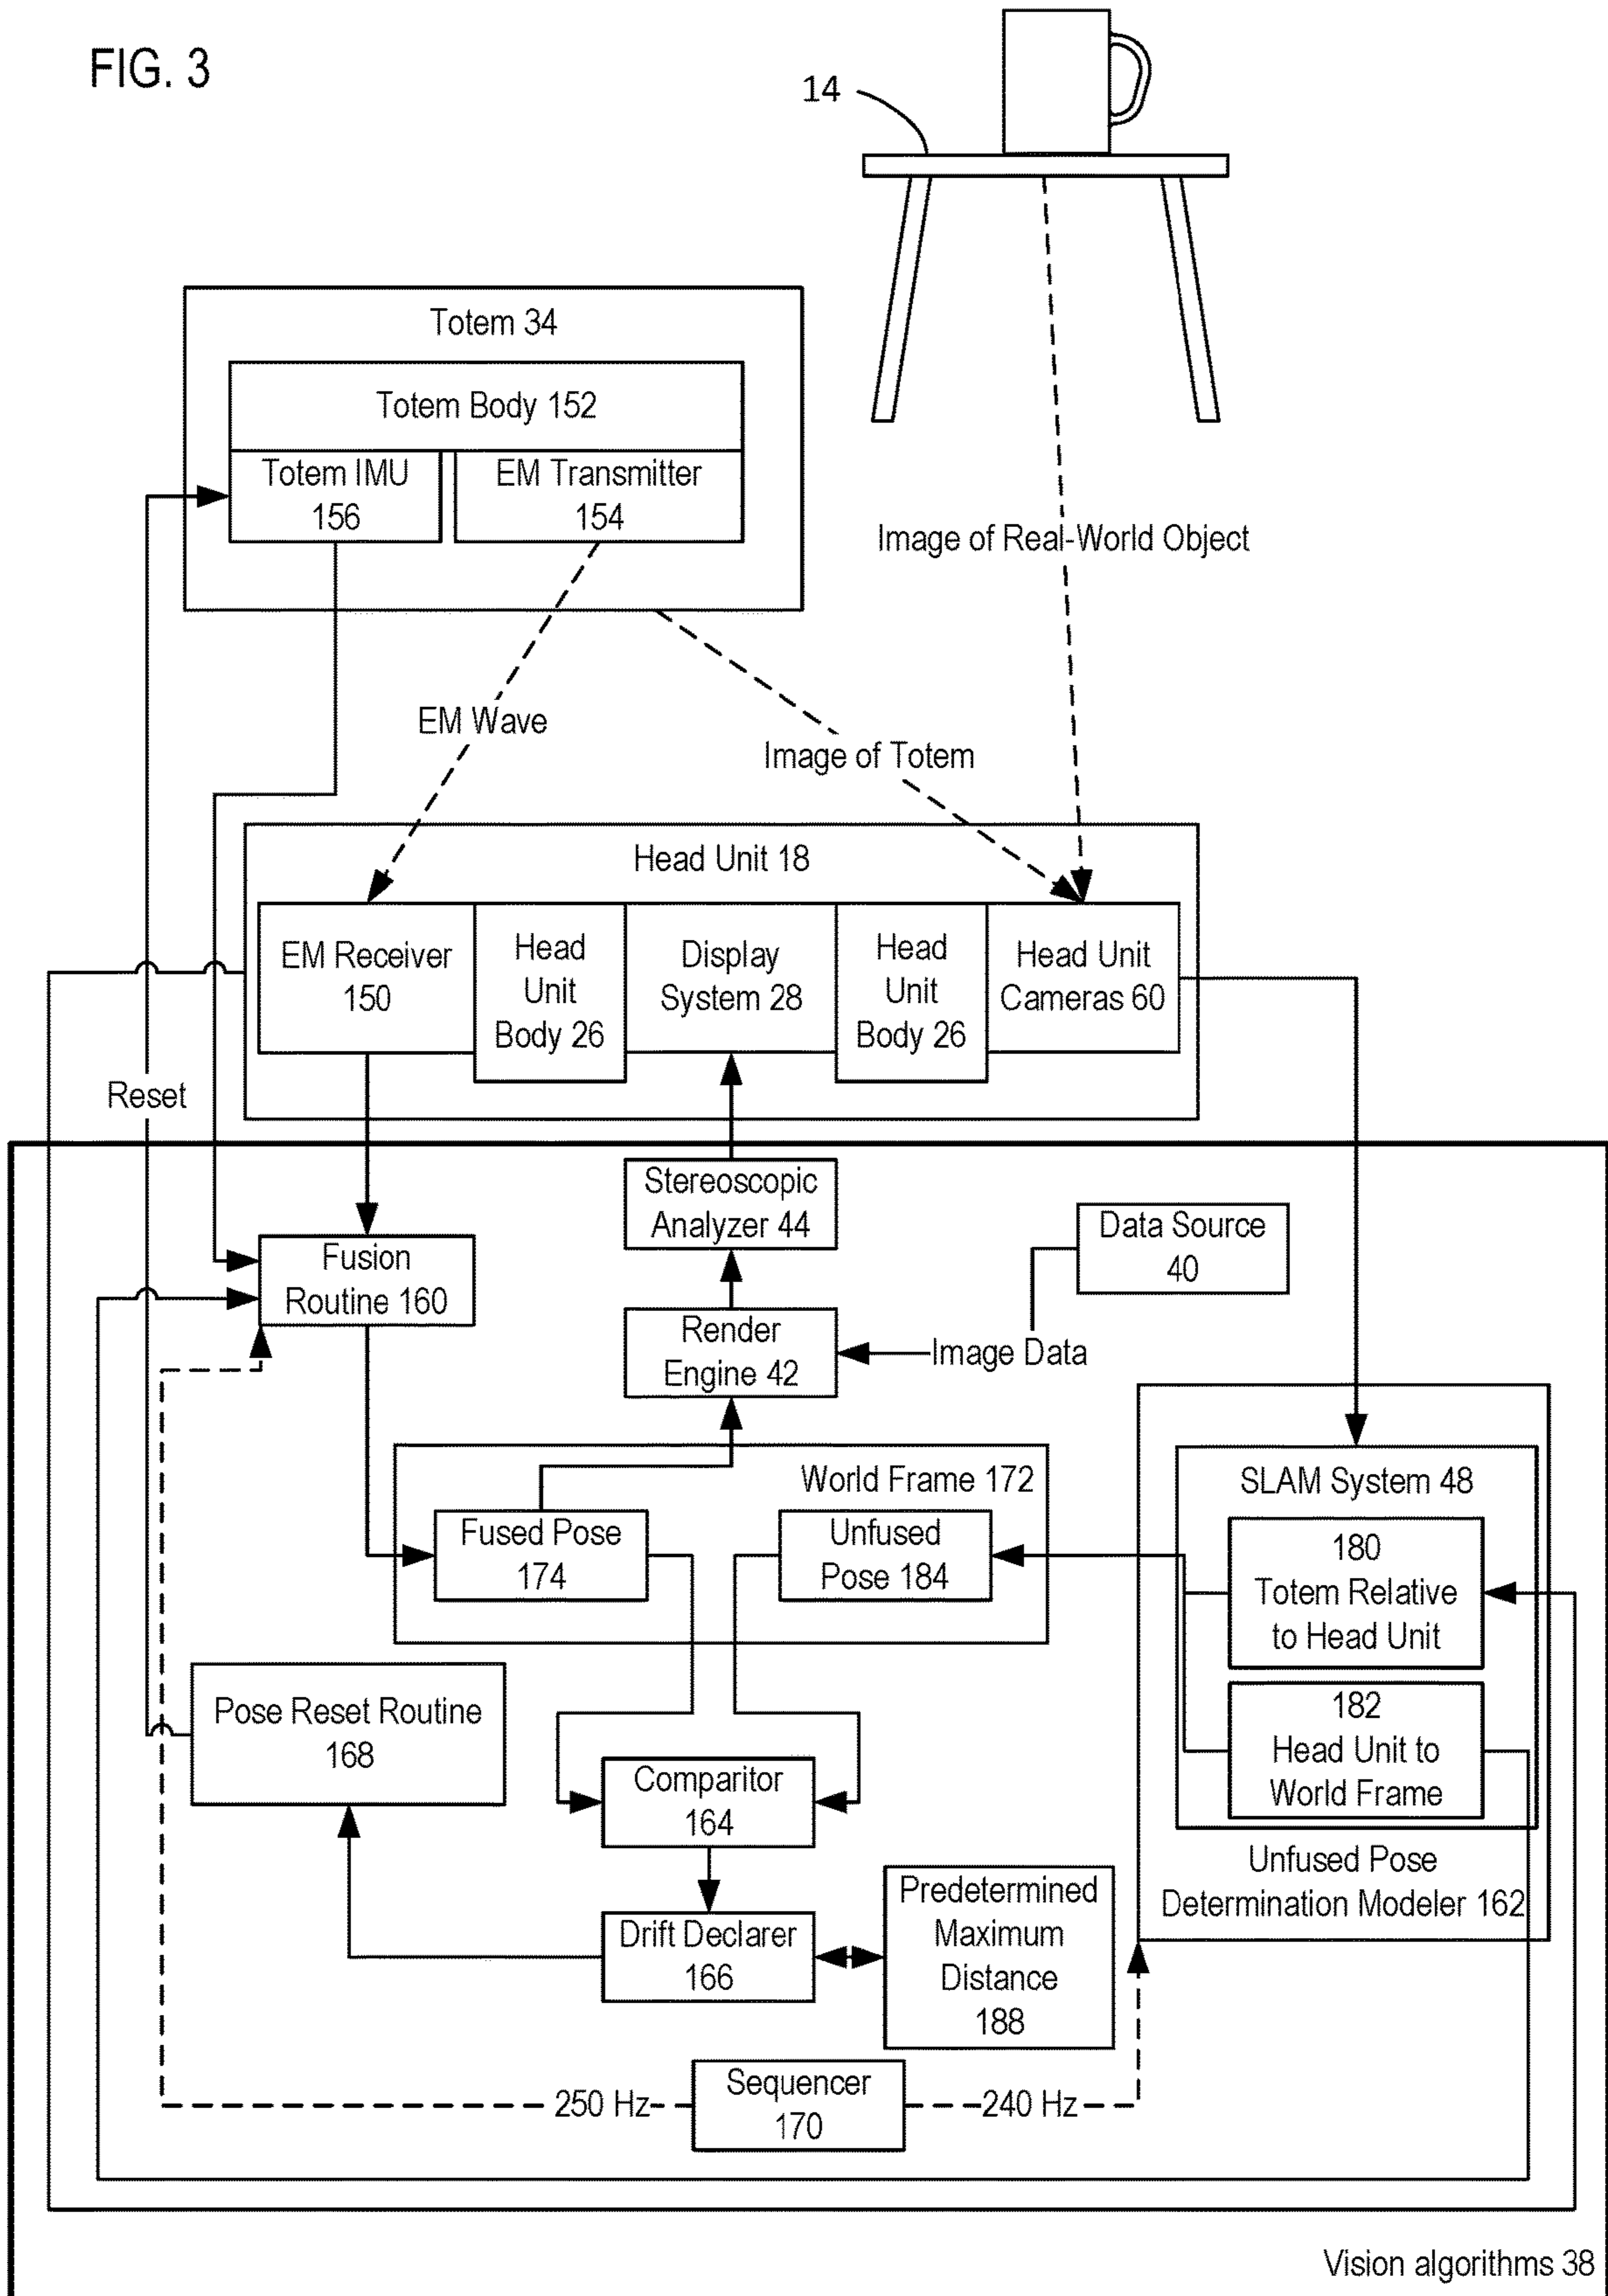 FIG. 3
14
Totem 34
Totem Body 152
Totem IMU
156
EM Transmitter
154
Image of Real-World Object
EM Wave
Image of Totem
Head Unit 18
EM Receiver
150
Head
Unit
Body 26
Display
System 28
Head
Unit
Body 26
Head Unit
Cameras 60
Reset
Stereoscopic
Analyzer 44
Data Source
40
Fusion
Routine 160
Render
Engine 42
Image Data
World Frame 172
Fused Pose
174
Unfused
Pose 184
SLAM System 48
180
Totem Relative
to Head Unit
182
Head Unit to
World Frame
Pose Reset Routine
168
Comparitor
164
Unfused Pose
Determination Modeler 162
Drift Declarer
166
Predetermined
Maximum
Distance
188
250 Hz
Sequencer
170
240 Hz
Vision algorithms 38